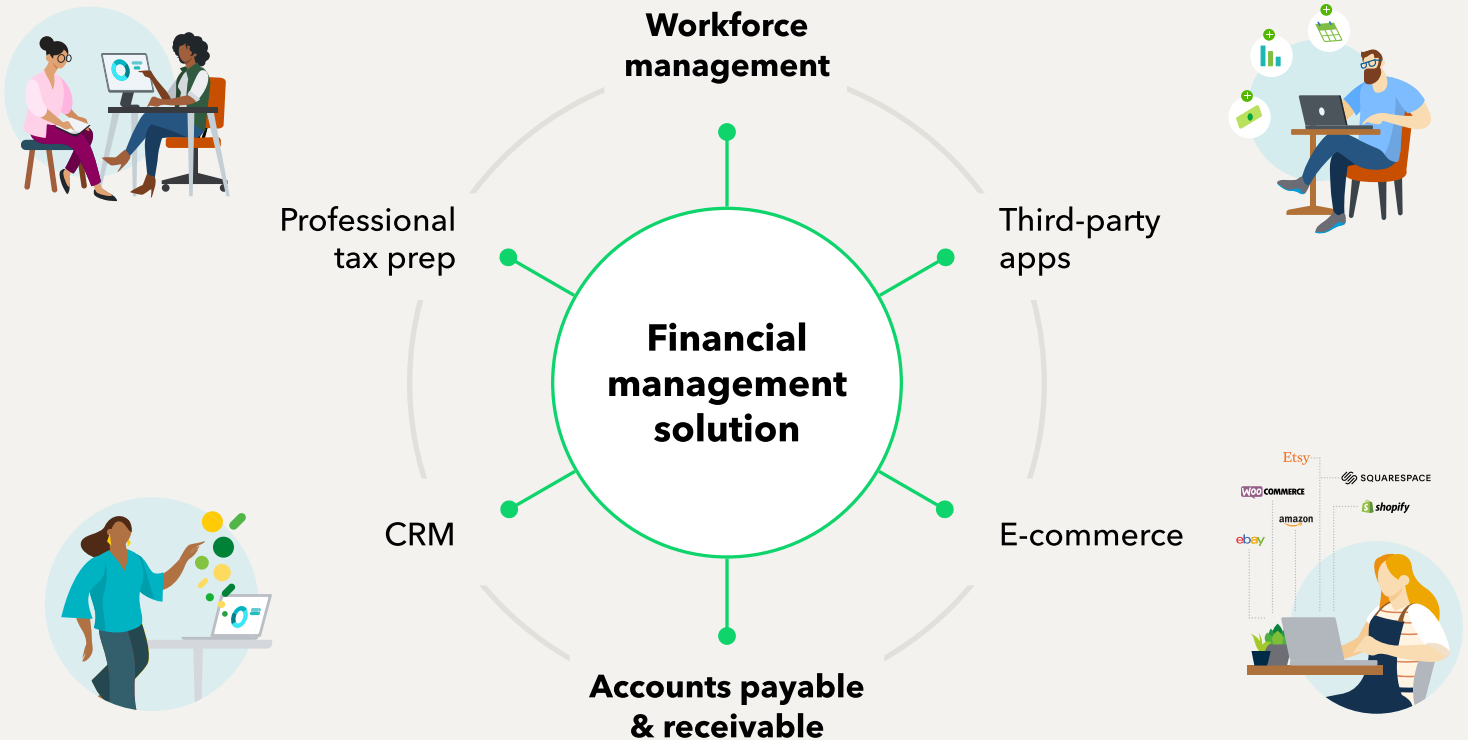 Workforce
management
Professional
tax prep
Third-party
apps
Financial
management
solution
CRM
E-commerce
Accounts payable
& receivable
Etsy
SQUARESPACE
WOO COMMERCE
shopify
amazon
ebay